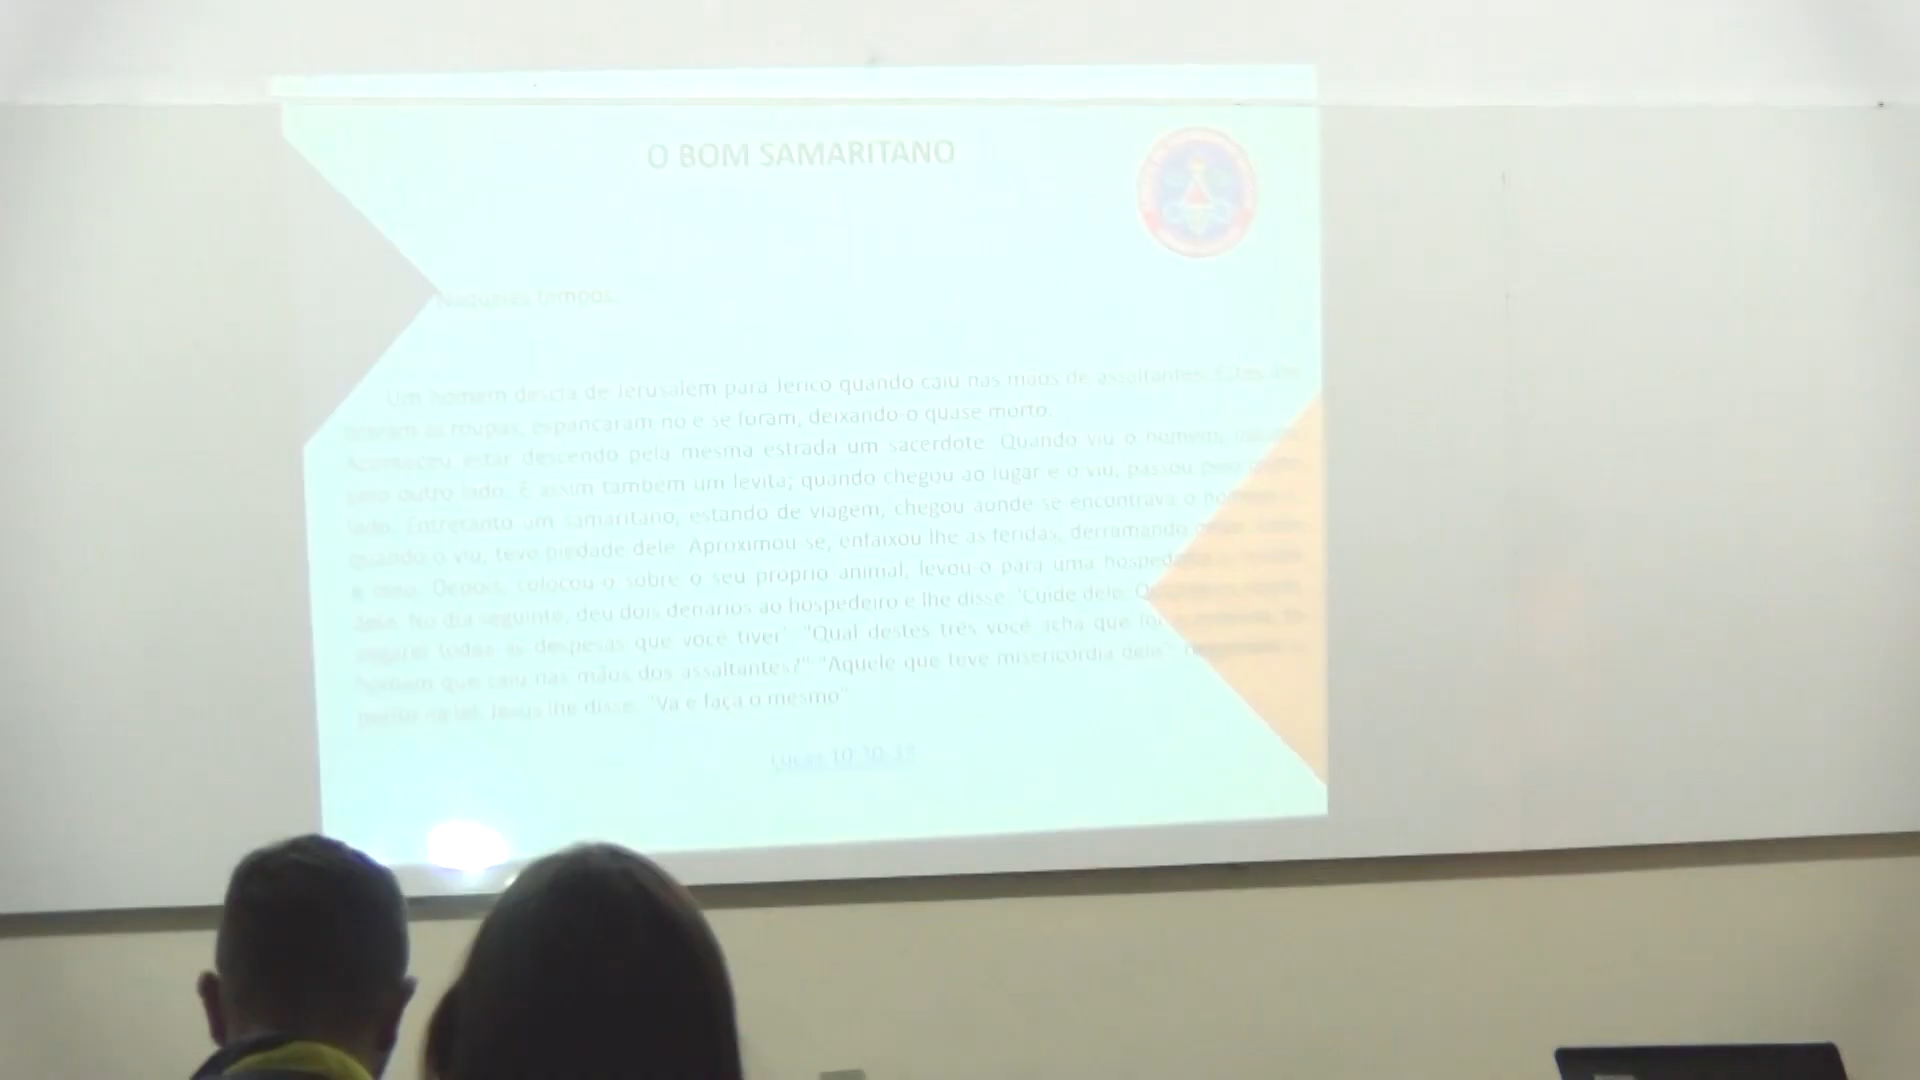 O BOM SAMARITANO
Naqueles tempos,
Um homem descia de Jerusalém para Jericó quando caiu nas mãos de assaltantes. Estes lhe
tiraram as roupas, espancaram-no e se foram, deixando-o quase morto.
Aconteceu estar descendo pela mesma estrada um sacerdote. Quando viu o homem, passou
pelo outro lado. E assim também um levita; quando chegou ao lugar e o viu, passou pelo outro
lado. Entretanto um samaritano, estando de viagem, chegou aonde se encontrava o homem e,
quando o viu, teve piedade dele. Aproximou-se, enfaixou-lhe as feridas, derramando
e óleo. Depois, colocou-o sobre o seu próprio animal, levou-o para uma
dele. No dia seguinte, deu dois denários ao hospedeiro e lhe disse: 'Cuide dele.
pagarei todas as despesas que você tiver'. "Qual destes três você acha que foi
homem que caiu nas mãos dos assaltantes?" "Aquele que teve misericórdia dele",
perito na lei. Jesus lhe disse: "Vá e faça o mesmo"
Lucas